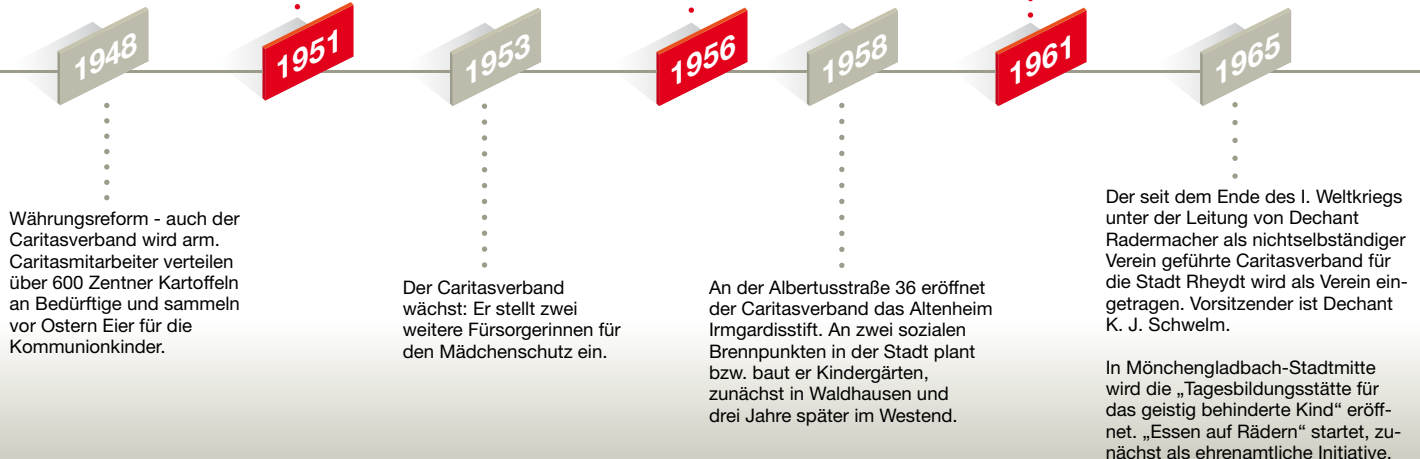 1948
1951
1953
1956
1958
1961
1965
Währungsreform - auch der
Caritasverband wird arm.
Caritasmitarbeiter verteilen
über 600 Zentner Kartoffeln
an Bedürftige und sammeln
vor Ostern Eier für die
Kommunionkinder.
Der Caritasverband
wächst: Er stellt zwei
weitere Fürsorgerinnen für
den Mädchenschutz ein.
An der Albertusstraße 36 eröffnet
der Caritasverband das Altenheim
Irmgardisstift. An zwei sozialen
Brennpunkten in der Stadt plant
bzw. baut er Kindergärten,
zunächst in Waldhausen und
drei Jahre später im Westend.
Der seit dem Ende des I. Weltkriegs
unter der Leitung von Dechant
Radermacher als nichtselbständiger
Verein geführte Caritasverband für
die Stadt Rheydt wird als Verein ein-
getragen. Vorsitzender ist Dechant
K. J. Schwelm.
In Mönchengladbach-Stadtmitte
wird die „Tagesbildungsstätte für
das geistig behinderte Kind“ eröff-
net. „Essen auf Rädern“ startet, zu-
nächst als ehrenamtliche Initiative.